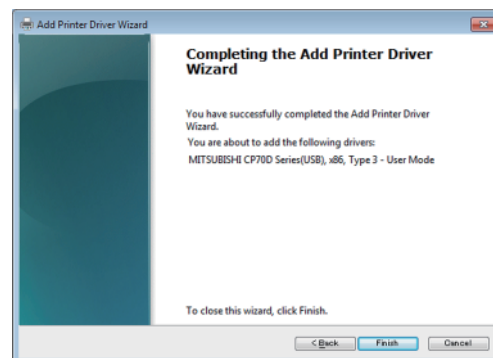 Add Printer Driver Wizard
Completing the Add Printer Driver
Wizard
You have successfully completed the Add Printer Driver
Wizard.
You are about to add the following drivers:
MITSUBISHI CP70D Series(USB), x86, Type 3 - User Mode
To close this wizard, click Finish.
< Back Finish Cancel